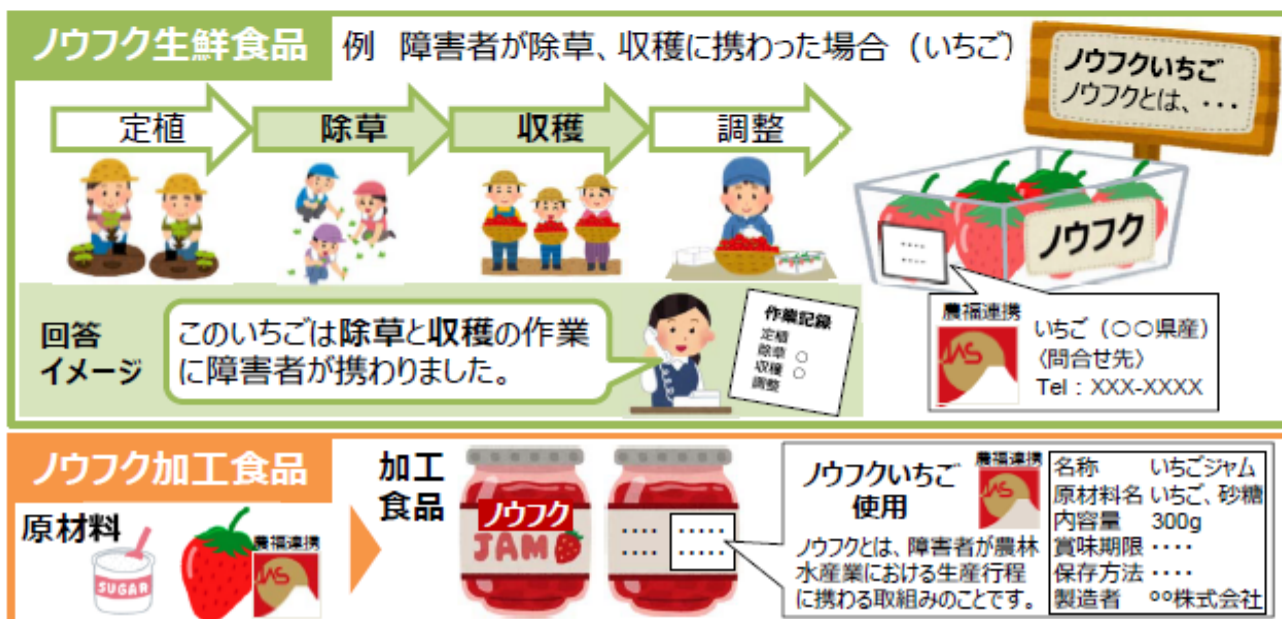 ノウフク生鮮食品
例 障害者が除草、収穫に携わった場合（いちご）
定植
除草
収穫
調整
ノウフクいちご
ノウフクとは、・・・
ノウフク
・・・・
・・・・
農福連携
JAS
いちご（〇〇県産）
〈問合せ先〉
Tel：XXX-XXXX
回答
イメージ
このいちごは除草と収穫の作業
に障害者が携わりました。
作業記録
定植
除草 〇
収穫 〇
調整
ノウフク加工食品
原材料
SUGAR
農福連携
JAS
加工
食品
ノウフク
JAM
・・・・ ・・・・・
・・・・ ・・・・・
ノウフクいちご
使用
農福連携
JAS
ノウフクとは、障害者が農林
水産業における生産行程
に携わる取組みのことです。
名称 いちごジャム
原材料名 いちご、砂糖
内容量 300g
賞味期限 ・・・・
保存方法 ・・・・
製造者 °°株式会社